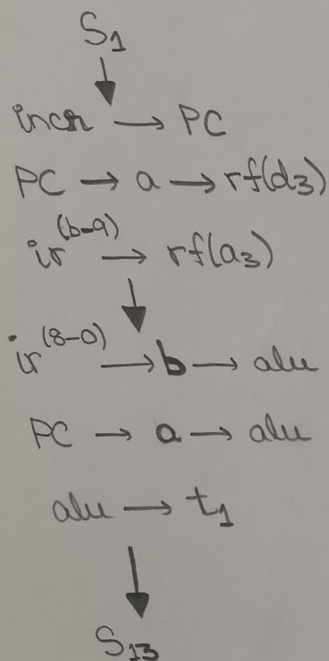 S₁
incr → PC
PC → a → rf(d₃)
ir⁽ᵇ⁻⁹⁾ → rf(a₃)
ir⁽⁸⁻⁰⁾ → b → alu
PC → a → alu
alu → t₁
S₁₃